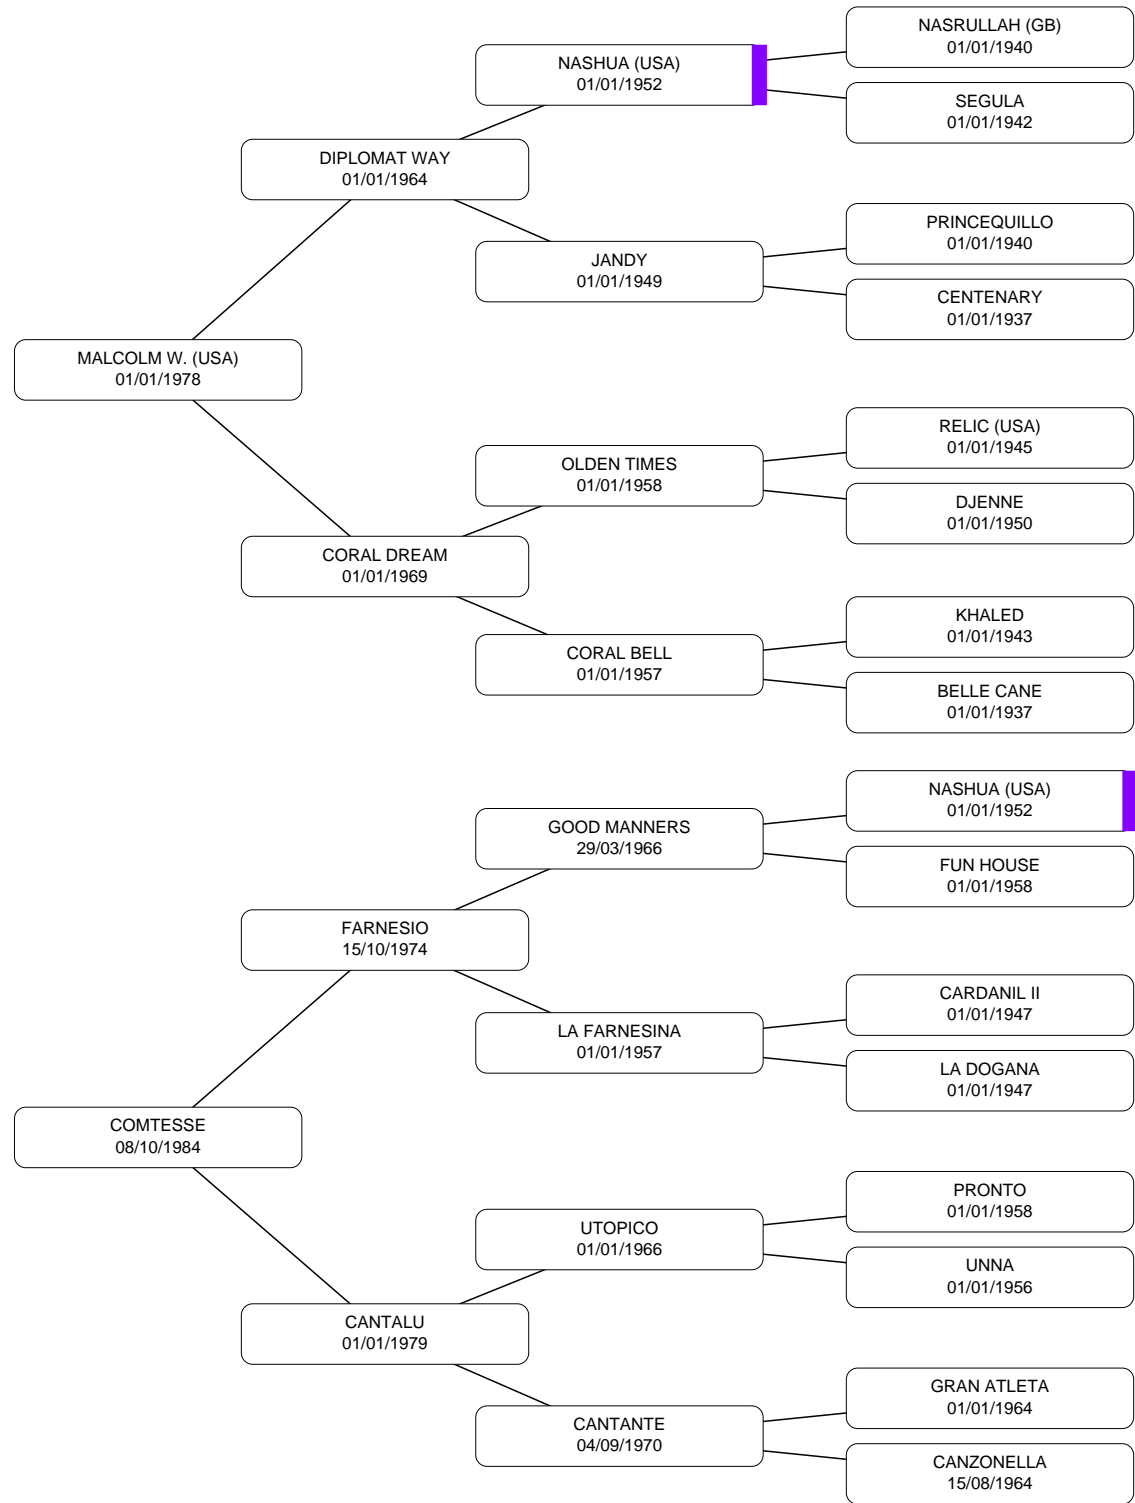 NASRULLAH (GB)
01/01/1940
NASHUA (USA)
01/01/1952
SEGULA
01/01/1942
DIPLOMAT WAY
01/01/1964
PRINCEQUILLO
01/01/1940
JANDY
01/01/1949
CENTENARY
01/01/1937
MALCOLM W. (USA)
01/01/1978
RELIC (USA)
01/01/1945
OLDEN TIMES
01/01/1958
DJENNE
01/01/1950
CORAL DREAM
01/01/1969
KHALED
01/01/1943
CORAL BELL
01/01/1957
BELLE CANE
01/01/1937
NASHUA (USA)
01/01/1952
GOOD MANNERS
29/03/1966
FUN HOUSE
01/01/1958
FARNESIO
15/10/1974
CARDANIL II
01/01/1947
LA FARNESINA
01/01/1957
LA DOGANA
01/01/1947
COMTESSE
08/10/1984
PRONTO
01/01/1958
UTOPICO
01/01/1966
UNNA
01/01/1956
CANTALU
01/01/1979
GRAN ATLETA
01/01/1964
CANTANTE
04/09/1970
CANZONELLA
15/08/1964